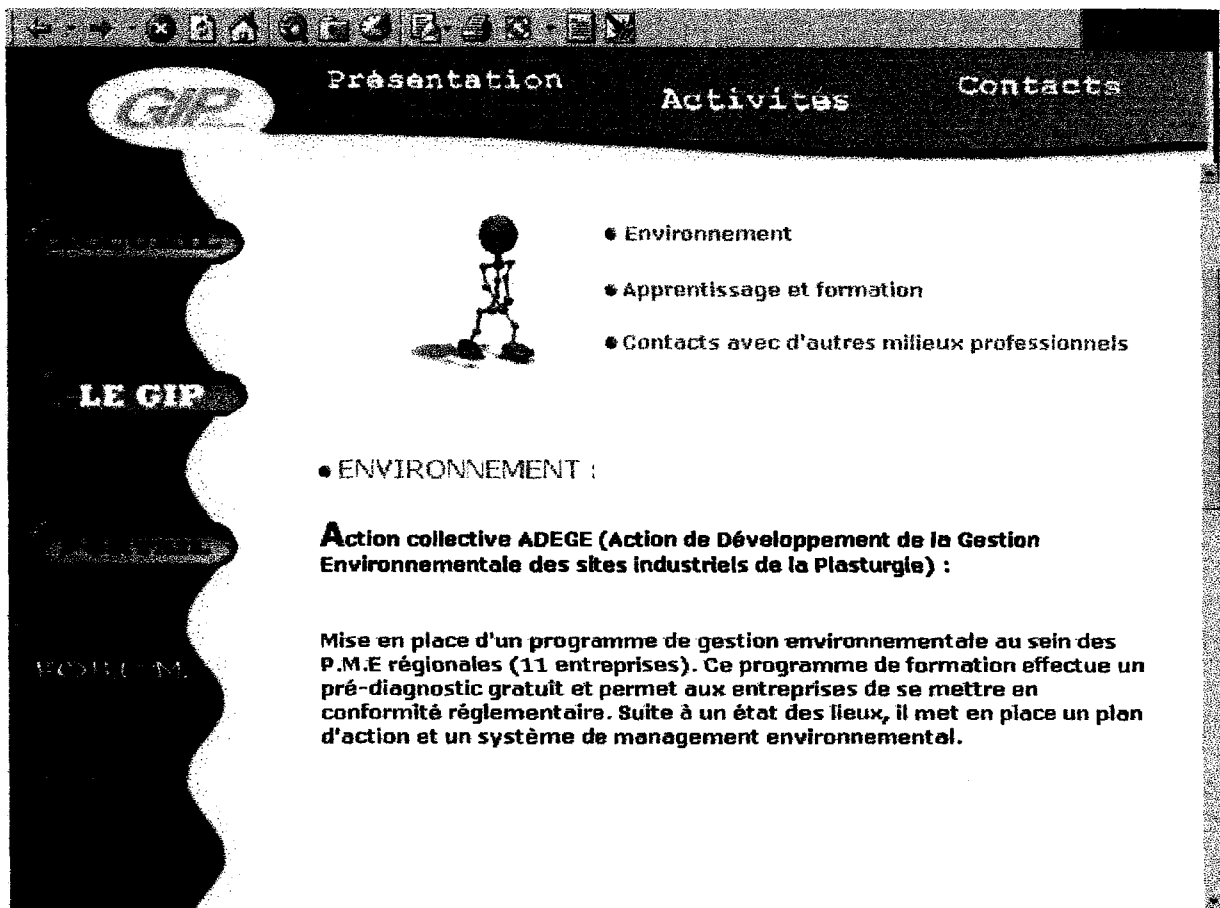 GIP
Présentation
Activités
Contacts
• Environnement
• Apprentissage et formation
• Contacts avec d'autres milieux professionnels
LE GIP
• ENVIRONNEMENT :
Action collective ADEGE (Action de Développement de la Gestion
Environnementale des sites industriels de la Plasturgie) :
Mise en place d'un programme de gestion environnementale au sein des
P.M.E régionales (11 entreprises). Ce programme de formation effectue un
pré-diagnostic gratuit et permet aux entreprises de se mettre en
conformité réglementaire. Suite à un état des lieux, il met en place un plan
d'action et un système de management environnemental.